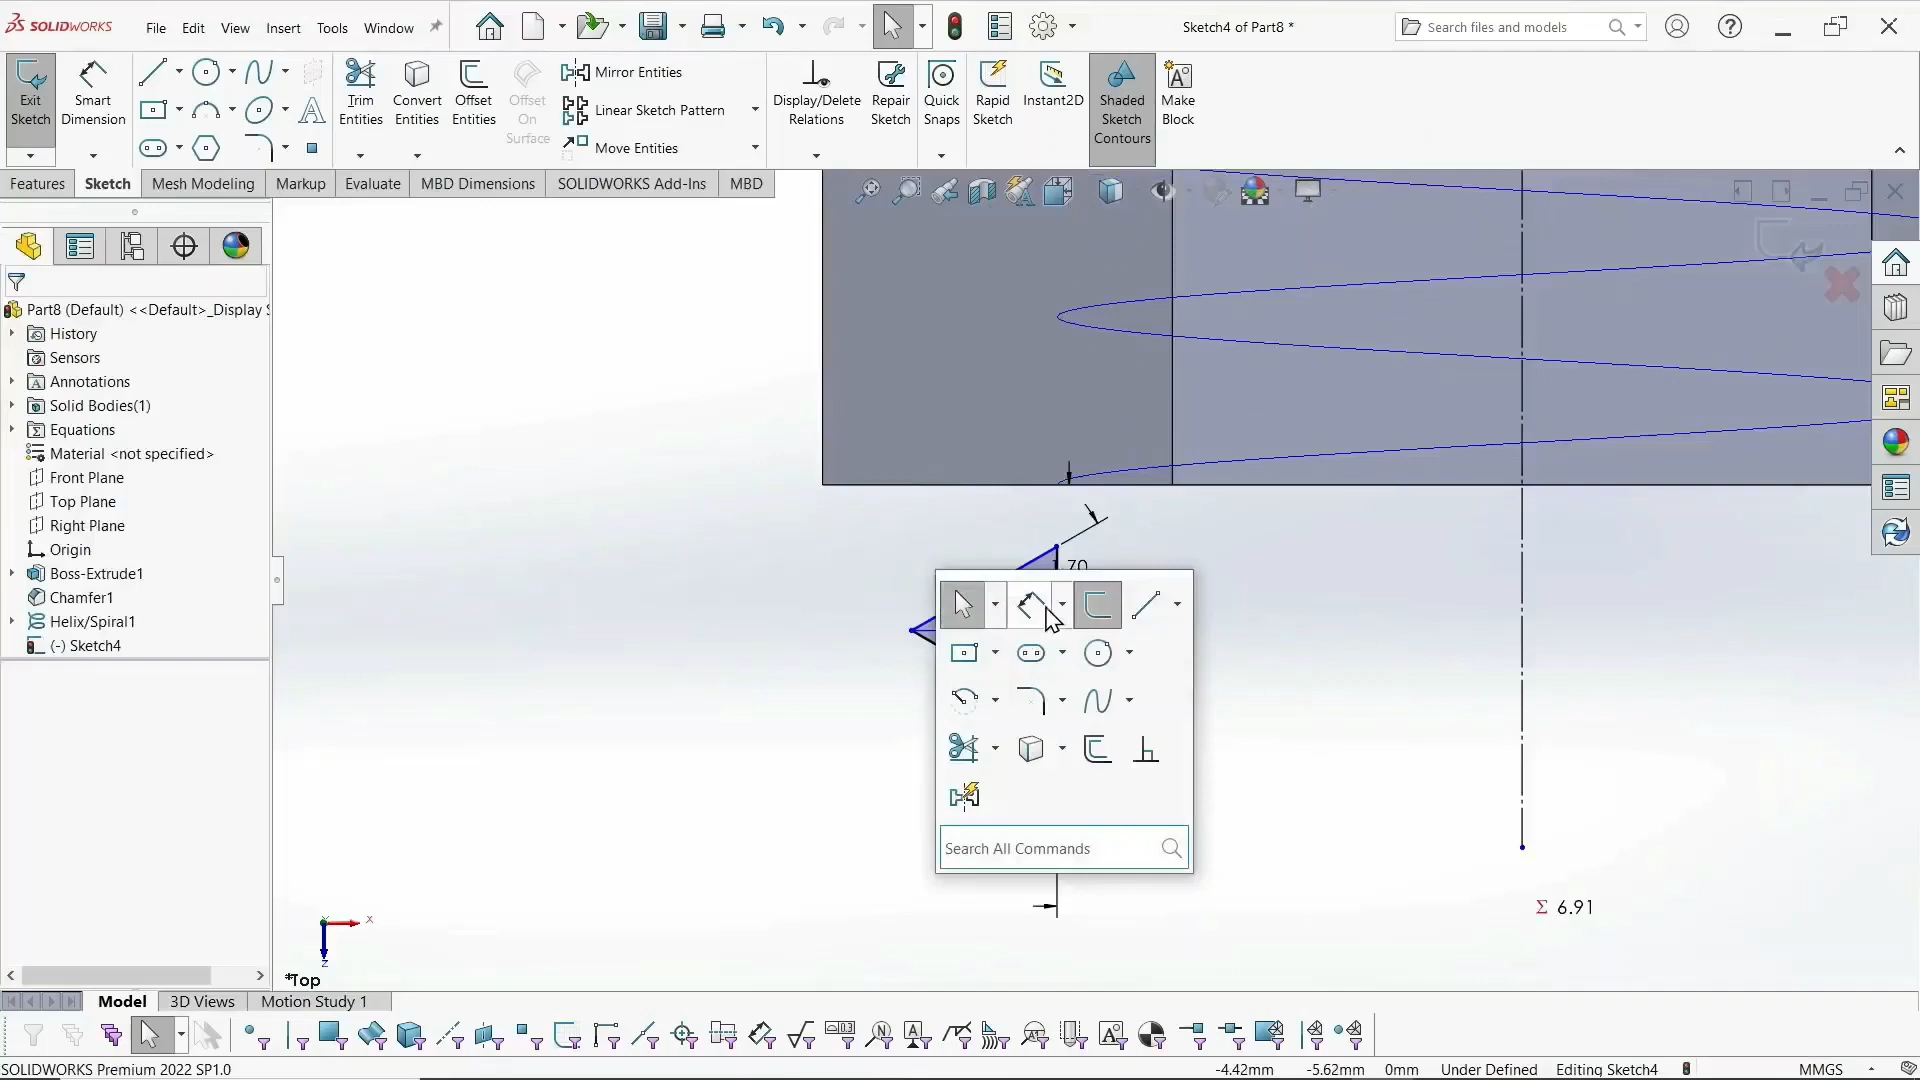 SOLIDWORKS
File Edit View Insert Tools Window
Sketch4 of Part8 *
Search files and models
Exit Sketch
Smart Dimension
Trim Entities
Convert Entities
Offset Entities
Offset On Surface
Mirror Entities
Linear Sketch Pattern
Move Entities
Display/Delete Relations
Repair Sketch
Quick Snaps
Rapid Sketch
Instant2D
Shaded Sketch Contours
Make Block
Features Sketch Mesh Modeling Markup Evaluate MBD Dimensions SOLIDWORKS Add-Ins MBD
Part8 (Default) <<Default>_Display S
History
Sensors
Annotations
Solid Bodies(1)
Equations
Material <not specified>
Front Plane
Top Plane
Right Plane
Origin
Boss-Extrude1
Chamfer1
Helix/Spiral1
(-) Sketch4
70
Search All Commands
Σ 6.91
x
z
*Top
Model 3D Views Motion Study 1
SOLIDWORKS Premium 2022 SP1.0
-4.42mm -5.62mm 0mm Under Defined Editing Sketch4 MMGS